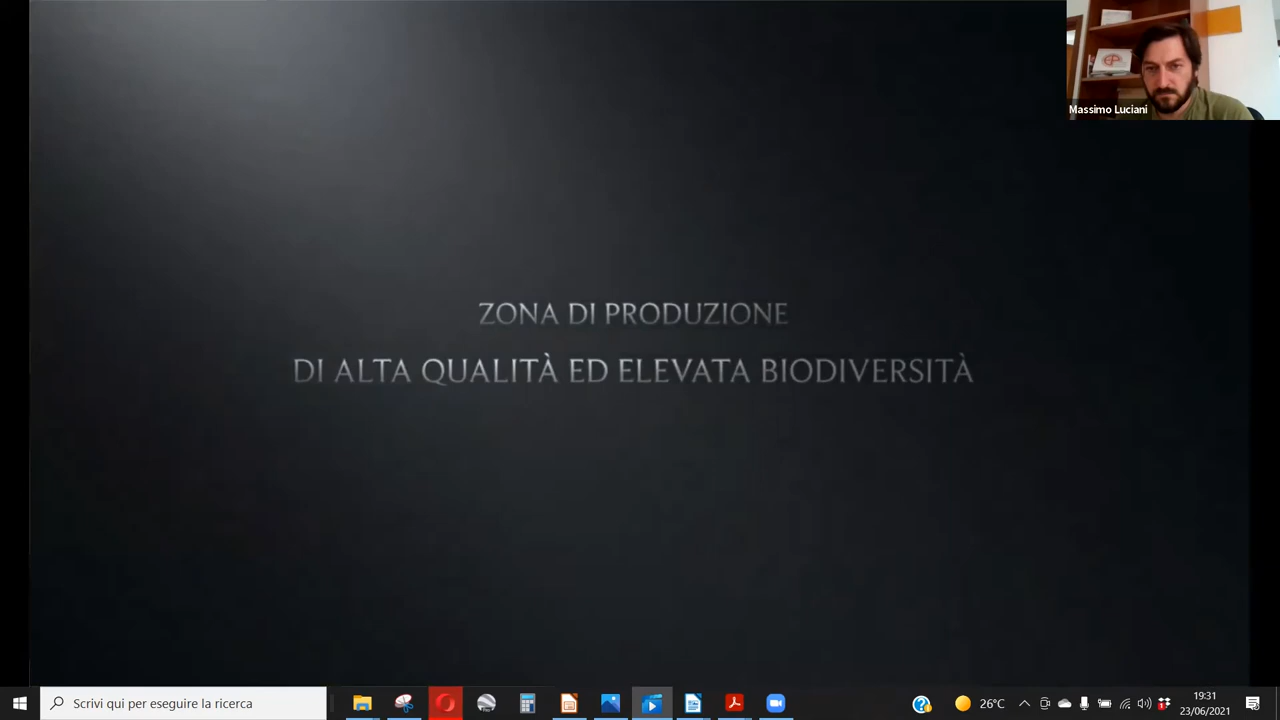 Massimo Luciani
ZONA DI PRODUZIONE
DI ALTA QUALITÀ ED ELEVATA BIODIVERSITÀ
Scrivi qui per eseguire la ricerca
26°C
19:31
23/06/2021